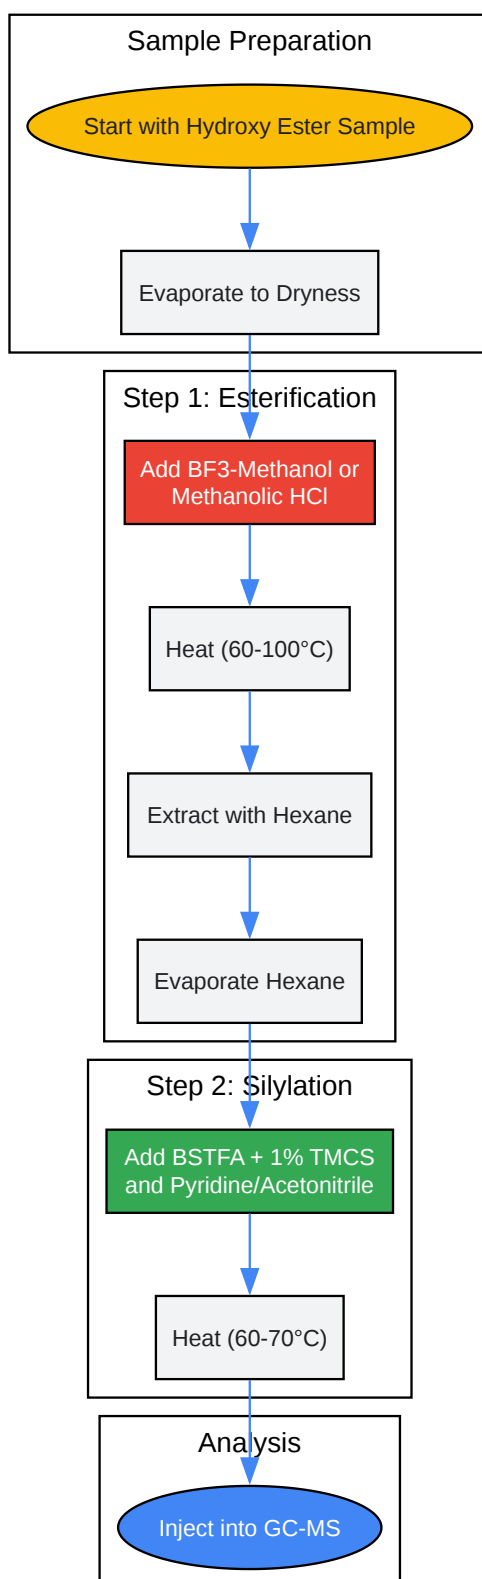 Sample Preparation
Start with Hydroxy Ester Sample
Evaporate to Dryness
Step 1: Esterification
Add BF3-Methanol or
Methanolic HCl
Heat (60-100°C)
Extract with Hexane
Evaporate Hexane
Step 2: Silylation
Add BSTFA + 1% TMCS
and Pyridine/Acetonitrile
Heat (60-70°C)
Analysis
Inject into GC-MS